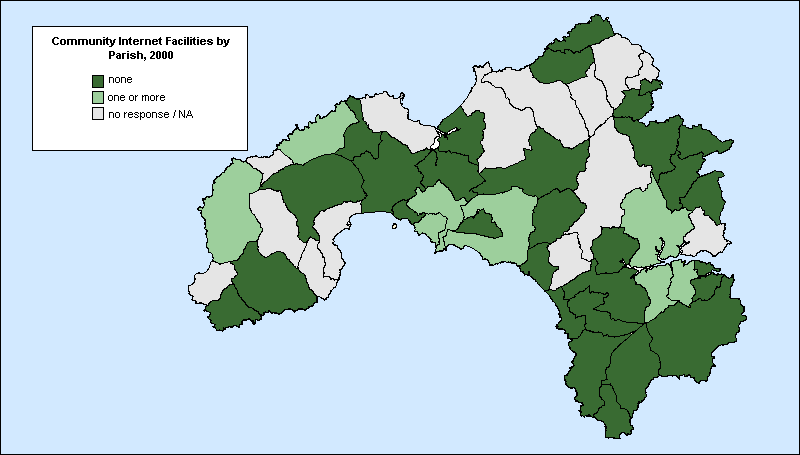 Community Internet Facilities by
Parish, 2000
none
one or more
no response / NA